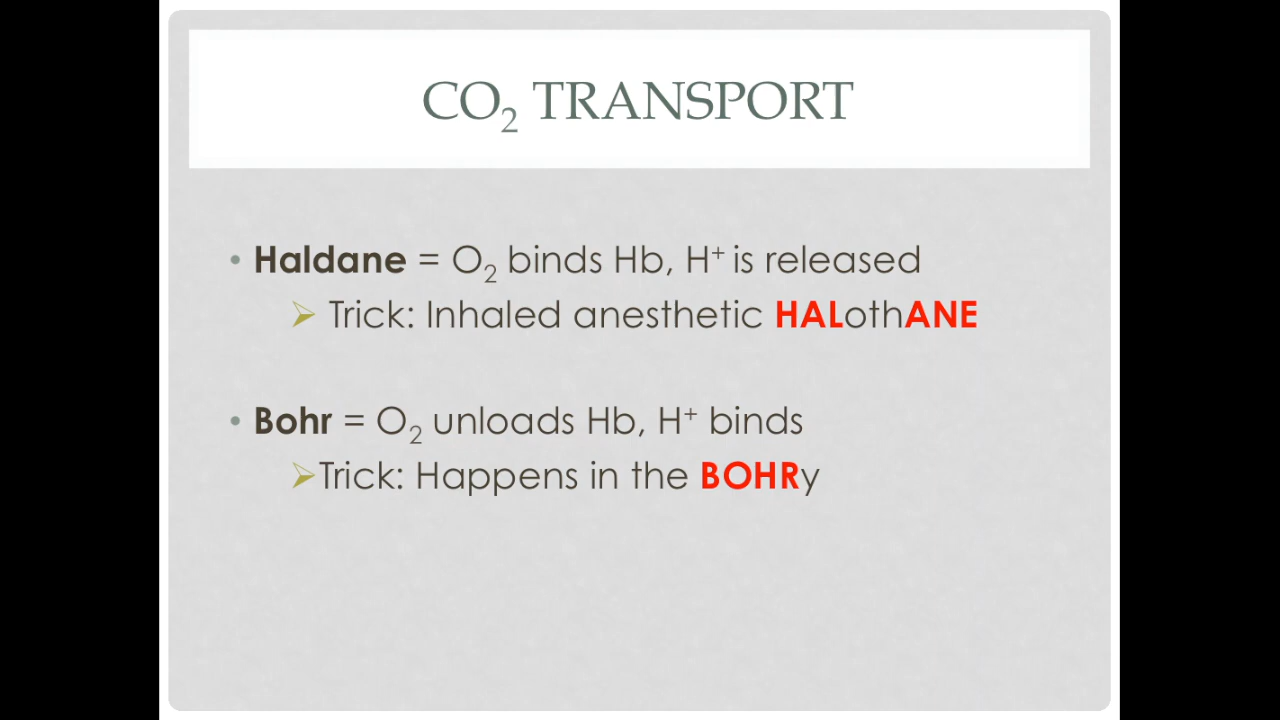 CO₂ TRANSPORT
• Haldane = O₂ binds Hb, H⁺ is released
➢ Trick: Inhaled anesthetic HALothANE
• Bohr = O₂ unloads Hb, H⁺ binds
➢Trick: Happens in the BOHRy